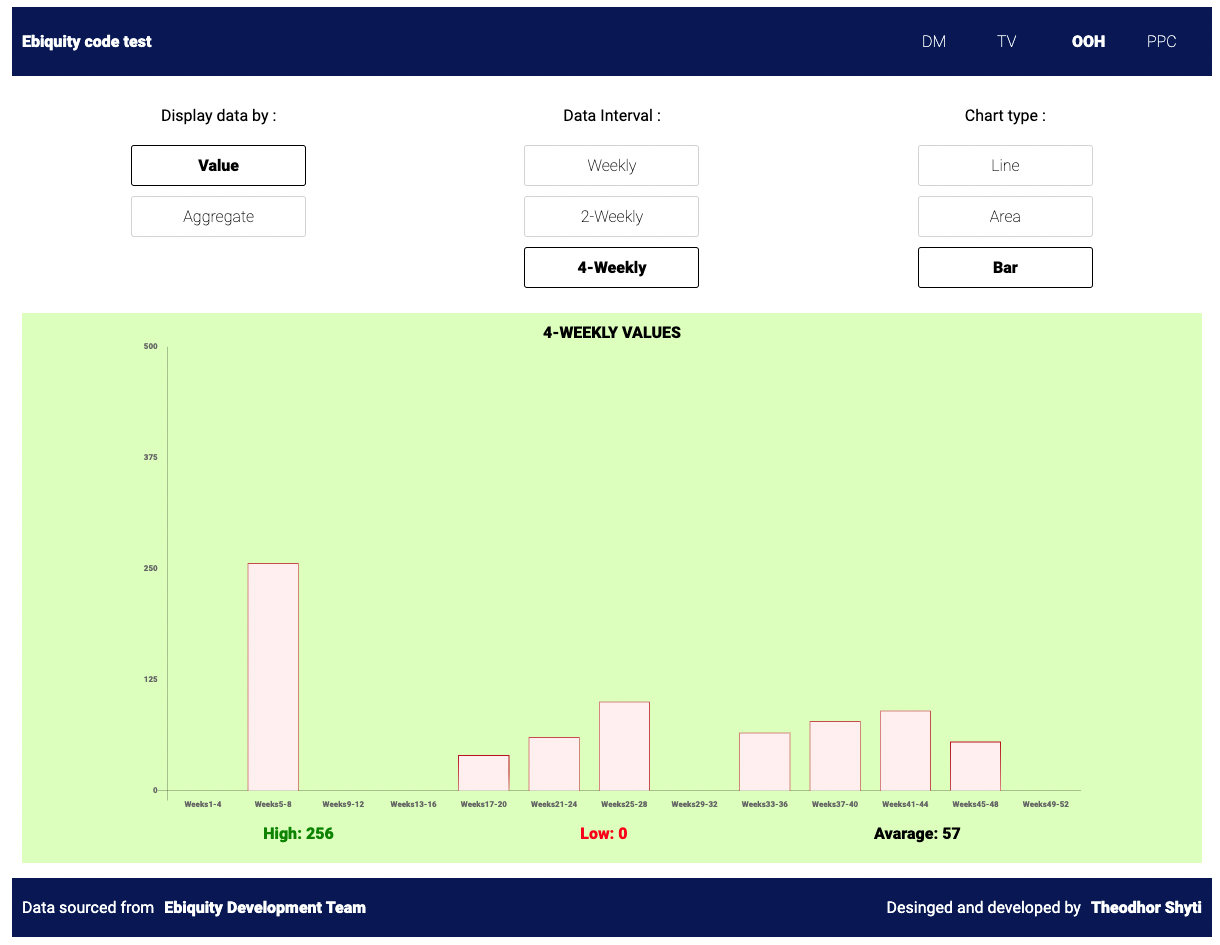 Ebiquity code test DM TV OOH PPC
Display data by : Data Interval : Chart type :
Value Weekly Line
Aggregate 2-Weekly Area
4-Weekly Bar
4-WEEKLY VALUES
500
375
250
125
0
Weeks1-4 Weeks5-8 Weeks9-12 Weeks13-16 Weeks17-20 Weeks21-24 Weeks25-28 Weeks29-32 Weeks33-36 Weeks37-40 Weeks41-44 Weeks45-48 Weeks49-52
High: 256 Low: 0 Avarage: 57
Data sourced from Ebiquity Development Team Desinged and developed by Theodhor Shyti